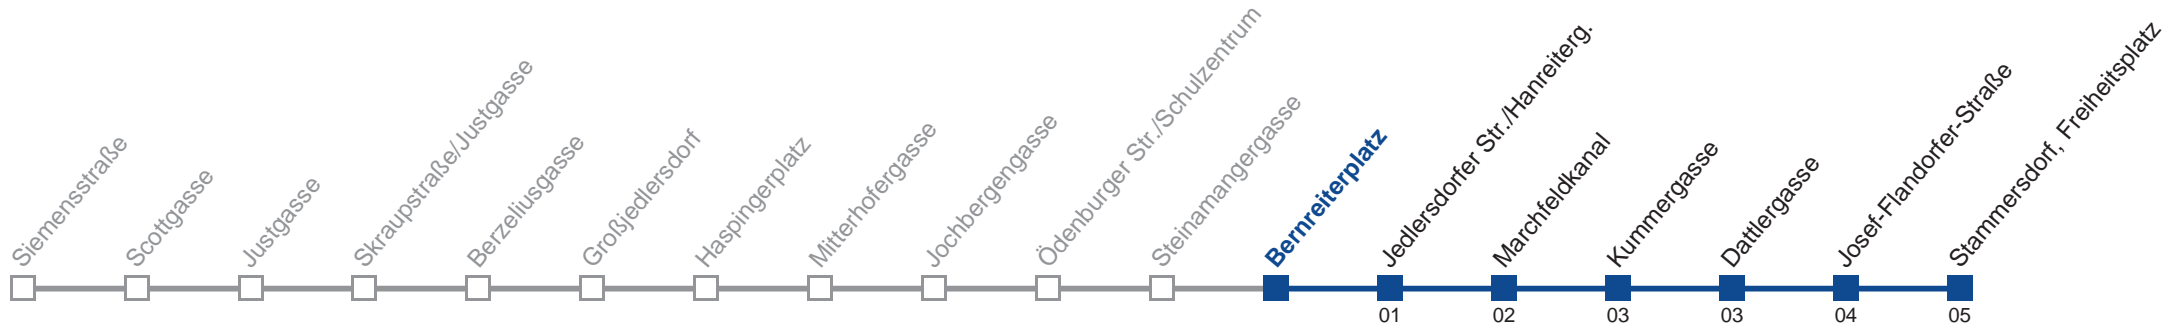 Siemensstraße
Scottgasse
Justgasse
Skraupstraße/Justgasse
Berzeliusgasse
Großjedlersdorf
Haspingerplatz
Mitterhofergasse
Jochbergengasse
Ödenburger Str./Schulzentrum
Steinamangergasse
Bernreiterplatz
Jedlersdorfer Str./Hanreiterg.
Marchfeldkanal
Kummergasse
Dattlergasse
Josef-Flandorfer-Straße
Stammersdorf, Freiheitsplatz
01
02
03
03
04
05